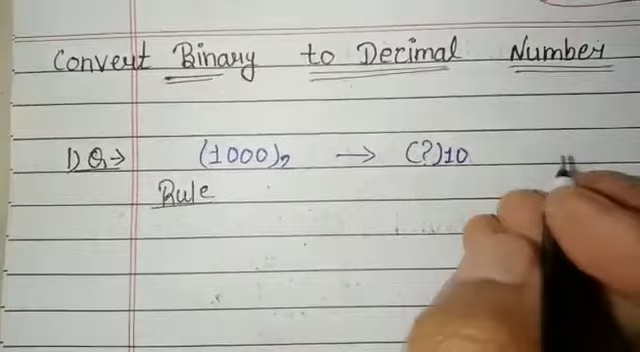 Convert Binary to Decimal Number
1) Q→ (1000)₂ → (?)10
Rule